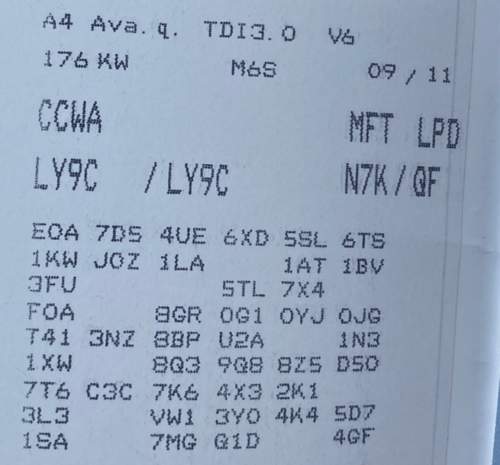 A4 Ava.q. TDI3.0 V6
176 KW M6S 09 / 11
CCWA MFT LPD
LY9C / LY9C N7K / QF
E0A 7D5 4UE 6XD 5SL 6TS
1KW J0Z 1LA 1AT 1BV
3FU 5TL 7X4
F0A 8GR 0G1 0YJ 0JG
T41 3NZ 8BP U2A 1N3
1XW 8Q3 9Q8 8Z5 D50
7T6 C3C 7K6 4X3 2K1
3L3 VW1 3Y0 4K4 5D7
1SA 7MG Q1D 4GF